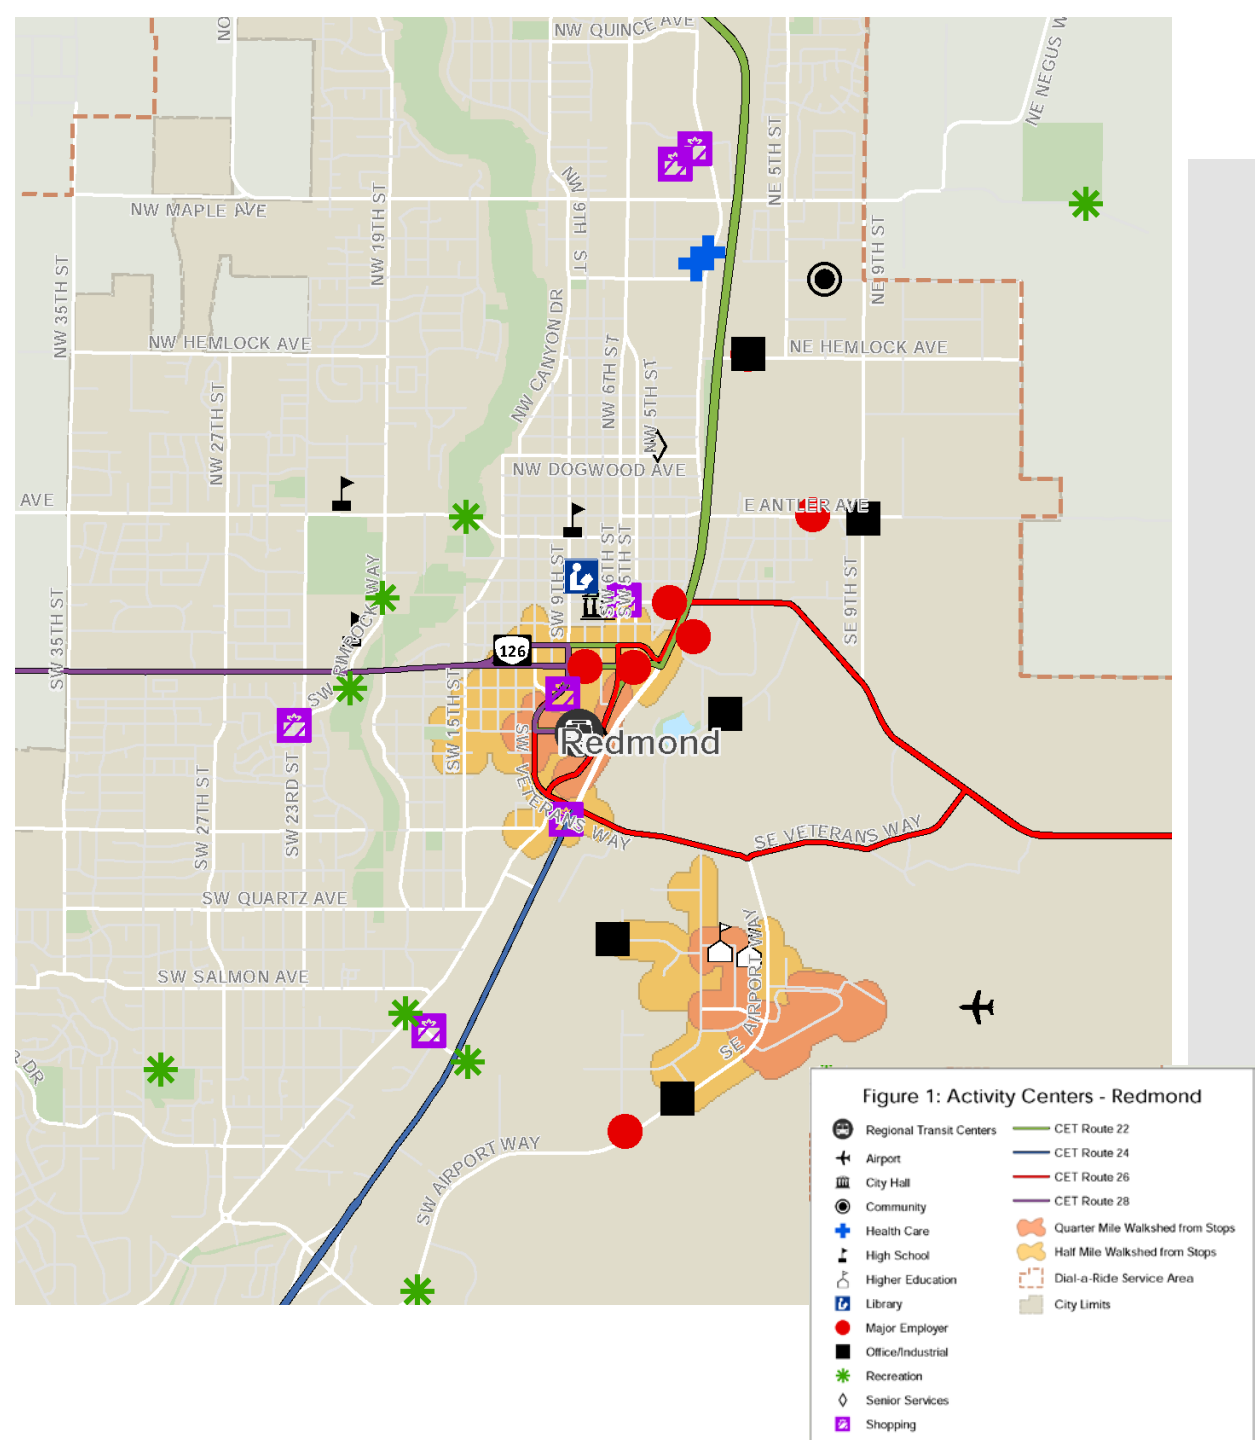 NW QUINCE AVE
NO
NE NEGUS W
NE 5TH ST
NW 9TH ST
NW MAPLE AVE
NW 19TH ST
NE 9TH ST
NW 35TH ST
NW CANYON DR
NW HEMLOCK AVE
NE HEMLOCK AVE
NW 6TH ST
NW 5TH ST
NW 27TH ST
NW DOGWOOD AVE
AVE
E ANTLER AVE
SW 6TH ST
SW 5TH ST
SW 9TH ST
SE 9TH ST
SW 35TH ST
SW RIMROCK WAY
126
SW 15TH ST
Redmond
SW VETERANS WAY
SW 27TH ST
SW 23RD ST
SE VETERANS WAY
SW QUARTZ AVE
SW SALMON AVE
SE AIRPORT WAY
R DR
SW AIRPORT WAY
Figure 1: Activity Centers - Redmond
Regional Transit Centers
Airport
City Hall
Community
Health Care
High School
Higher Education
Library
Major Employer
Office/Industrial
Recreation
Senior Services
Shopping
CET Route 22
CET Route 24
CET Route 26
CET Route 28
Quarter Mile Walkshed from Stops
Half Mile Walkshed from Stops
Dial-a-Ride Service Area
City Limits